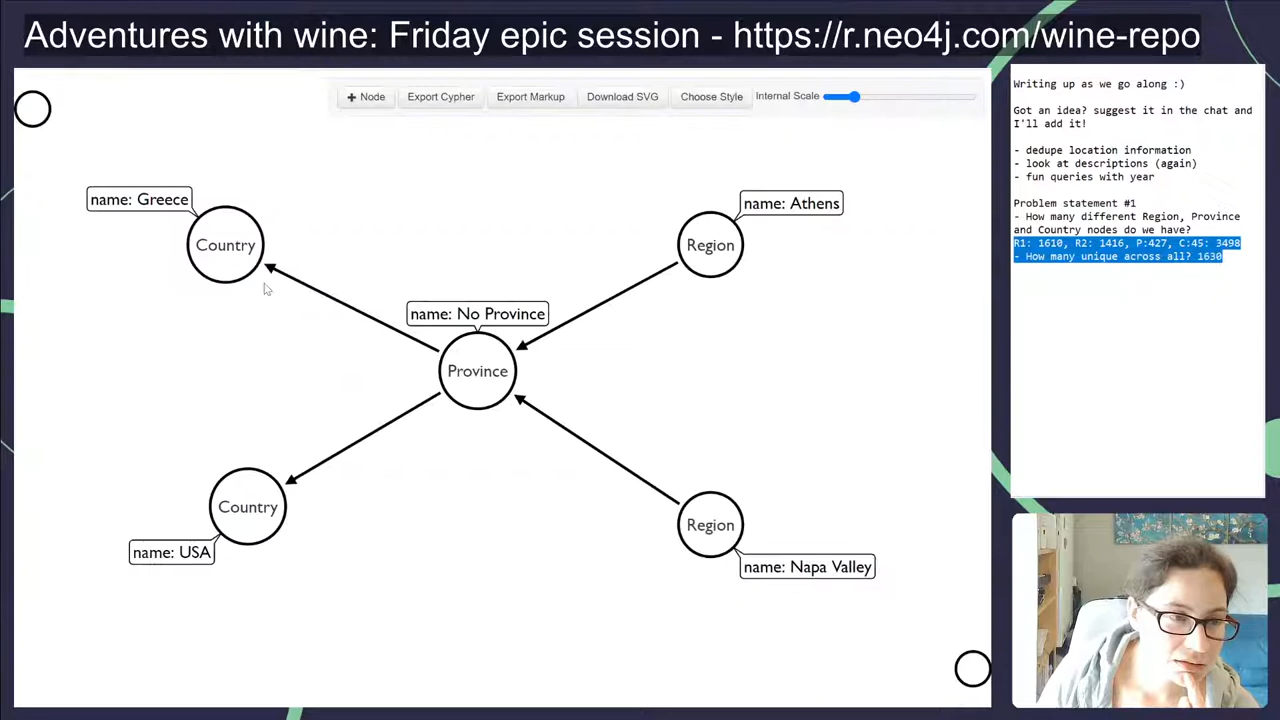 Adventures with wine: Friday epic session - https://r.neo4j.com/wine-repo
+ Node
Export Cypher
Export Markup
Download SVG
Choose Style
Internal Scale
name: Greece
Country
name: Athens
Region
name: No Province
Province
Country
name: USA
Region
name: Napa Valley
Writing up as we go along :)
Got an idea? suggest it in the chat and
I'll add it!
- dedupe location information
- look at descriptions (again)
- fun queries with year
Problem statement #1
- How many different Region, Province
and Country nodes do we have?
R1: 1610, R2: 1416, P:427, C:45: 3498
- How many unique across all? 1630